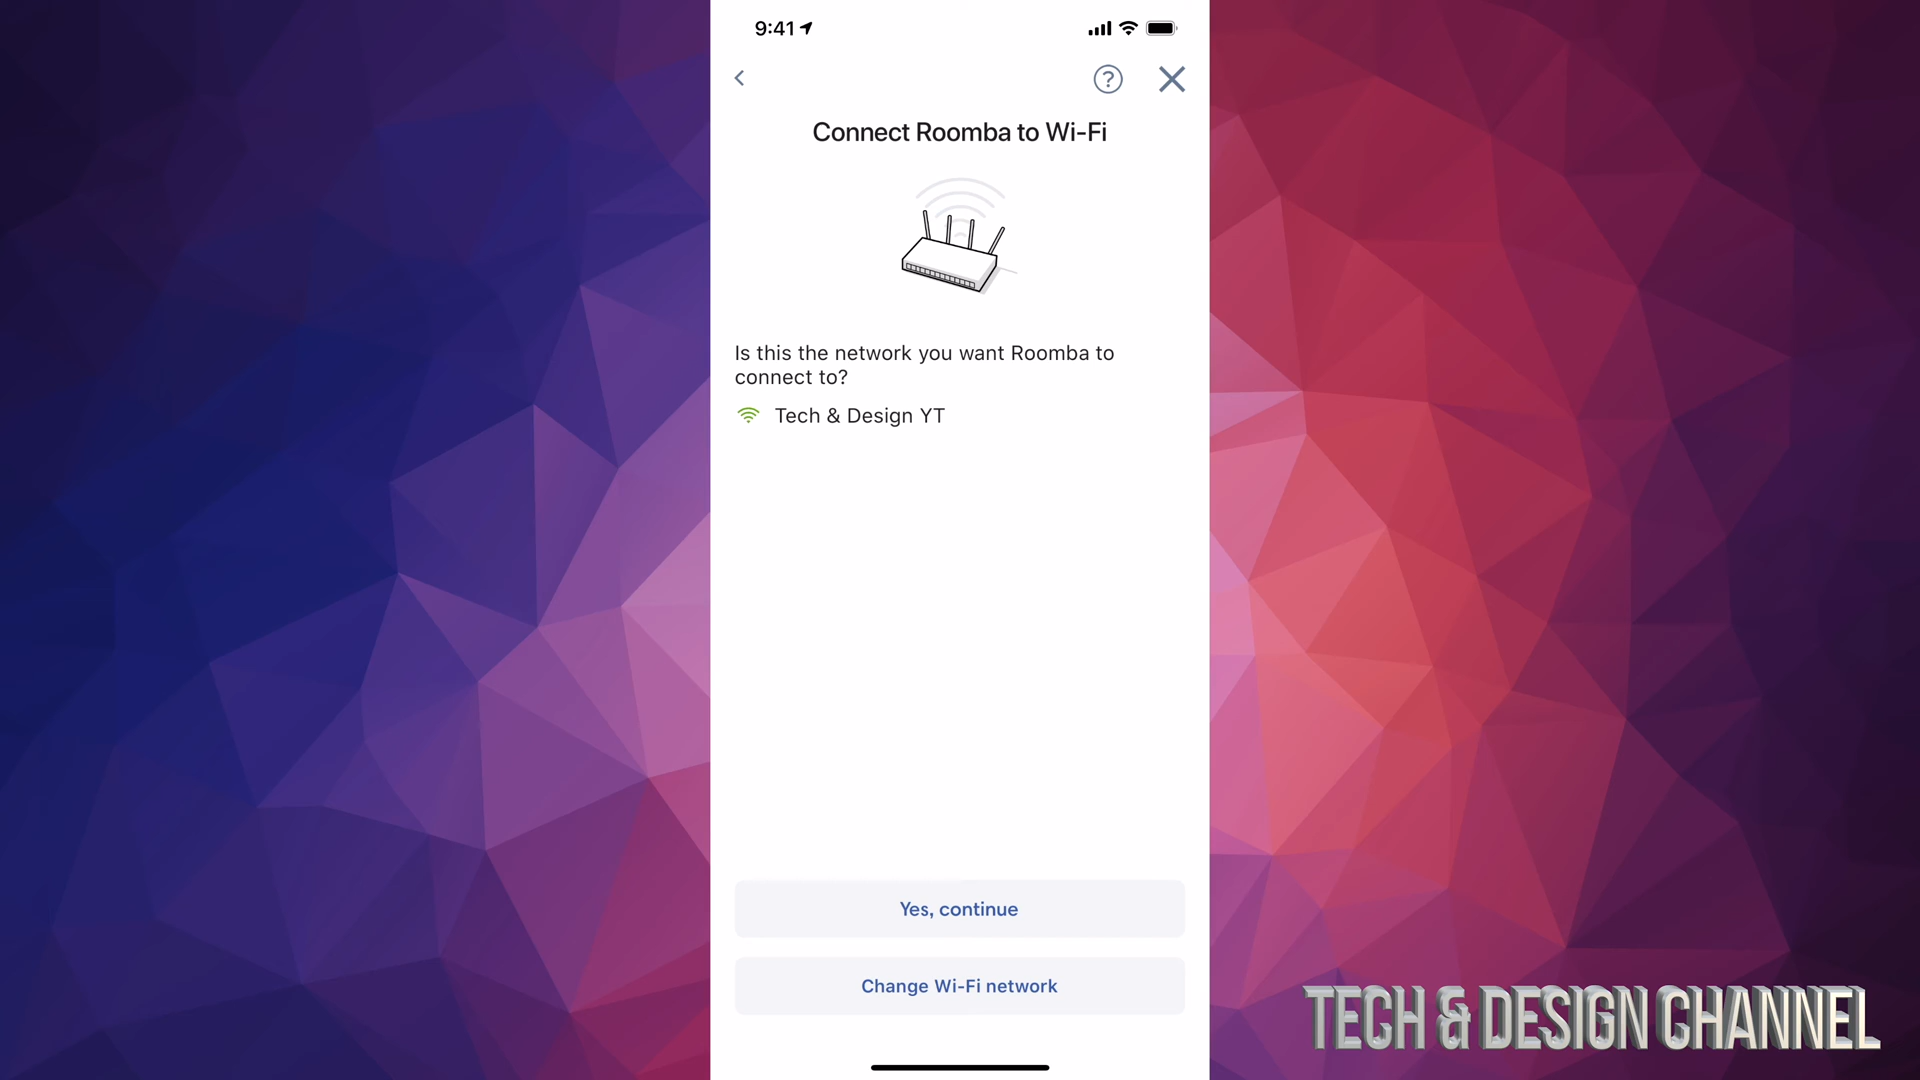 9:41
?
Connect Roomba to Wi-Fi
Is this the network you want Roomba to
connect to?
Tech & Design YT
Yes, continue
Change Wi-Fi network
TECH & DESIGN CHANNEL